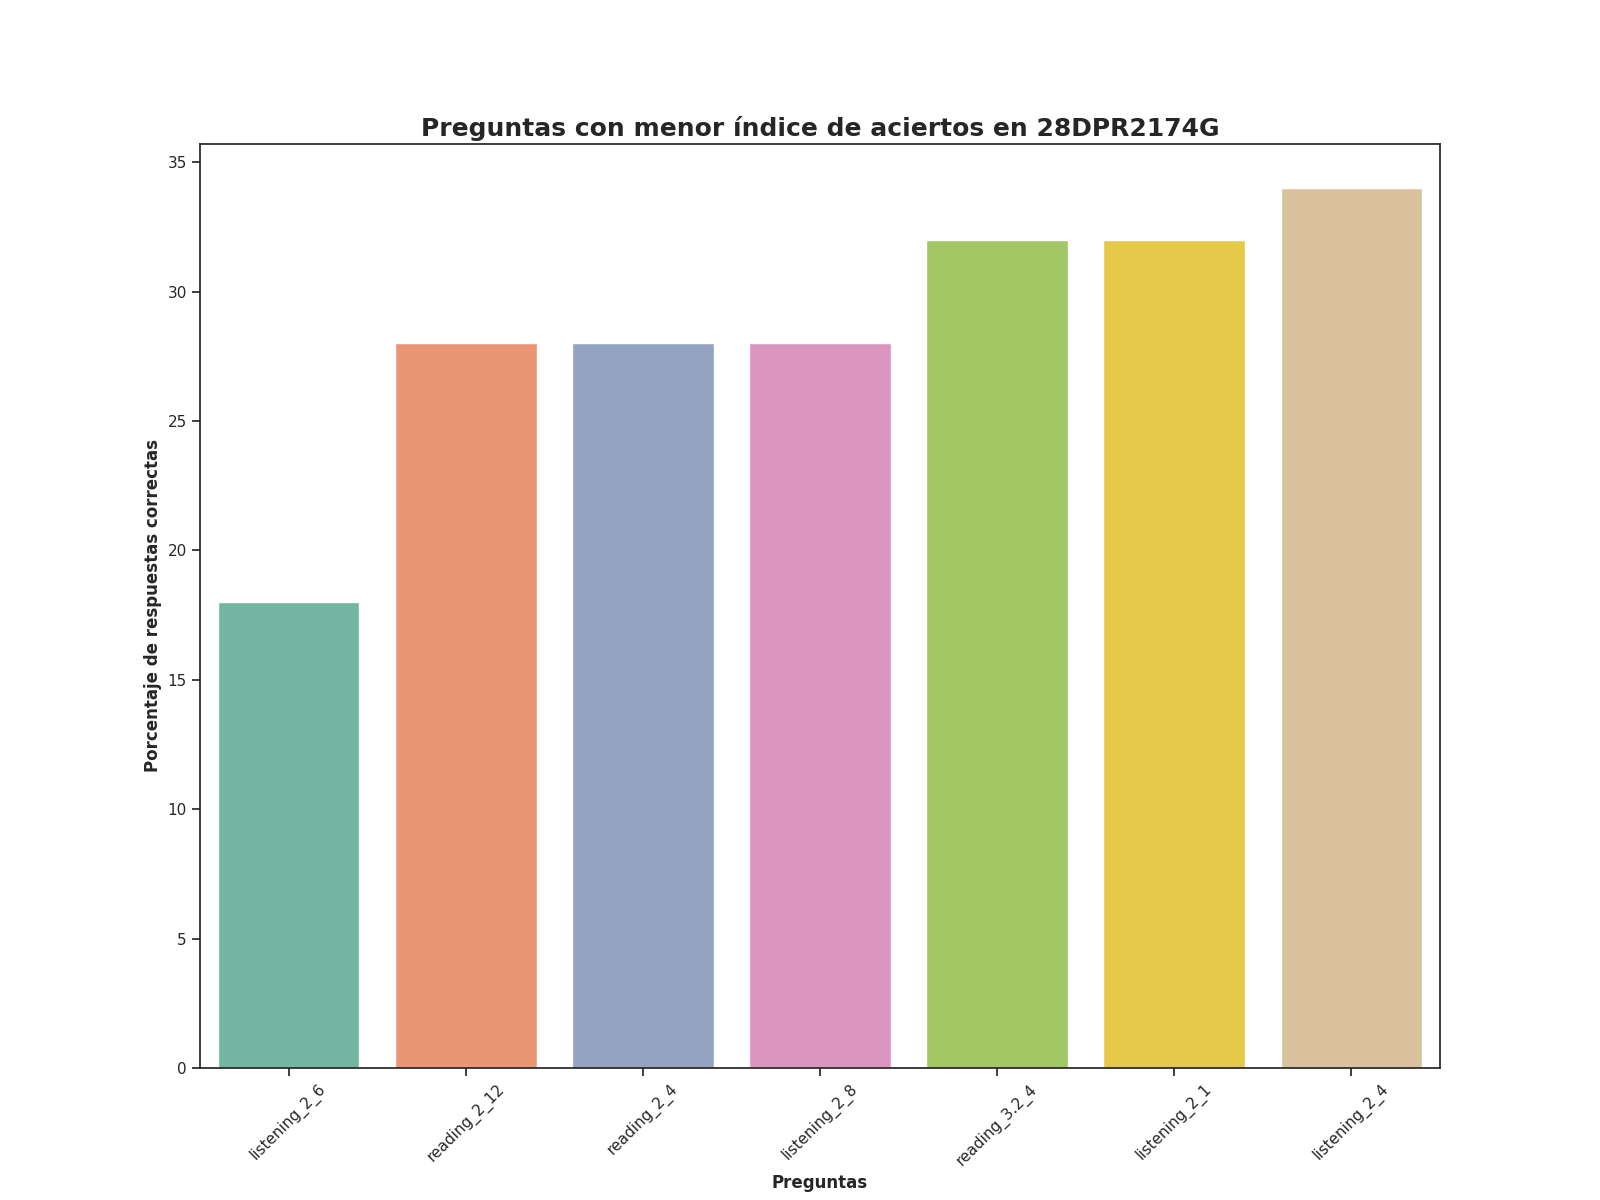 Preguntas con menor índice de aciertos en 28DPR2174G
Porcentaje de respuestas correctas
35
30
25
20
15
10
5
0
listening_2_6
reading_2_12
reading_2_4
listening_2_8
reading_3.2_4
listening_2_1
listening_2_4
Preguntas